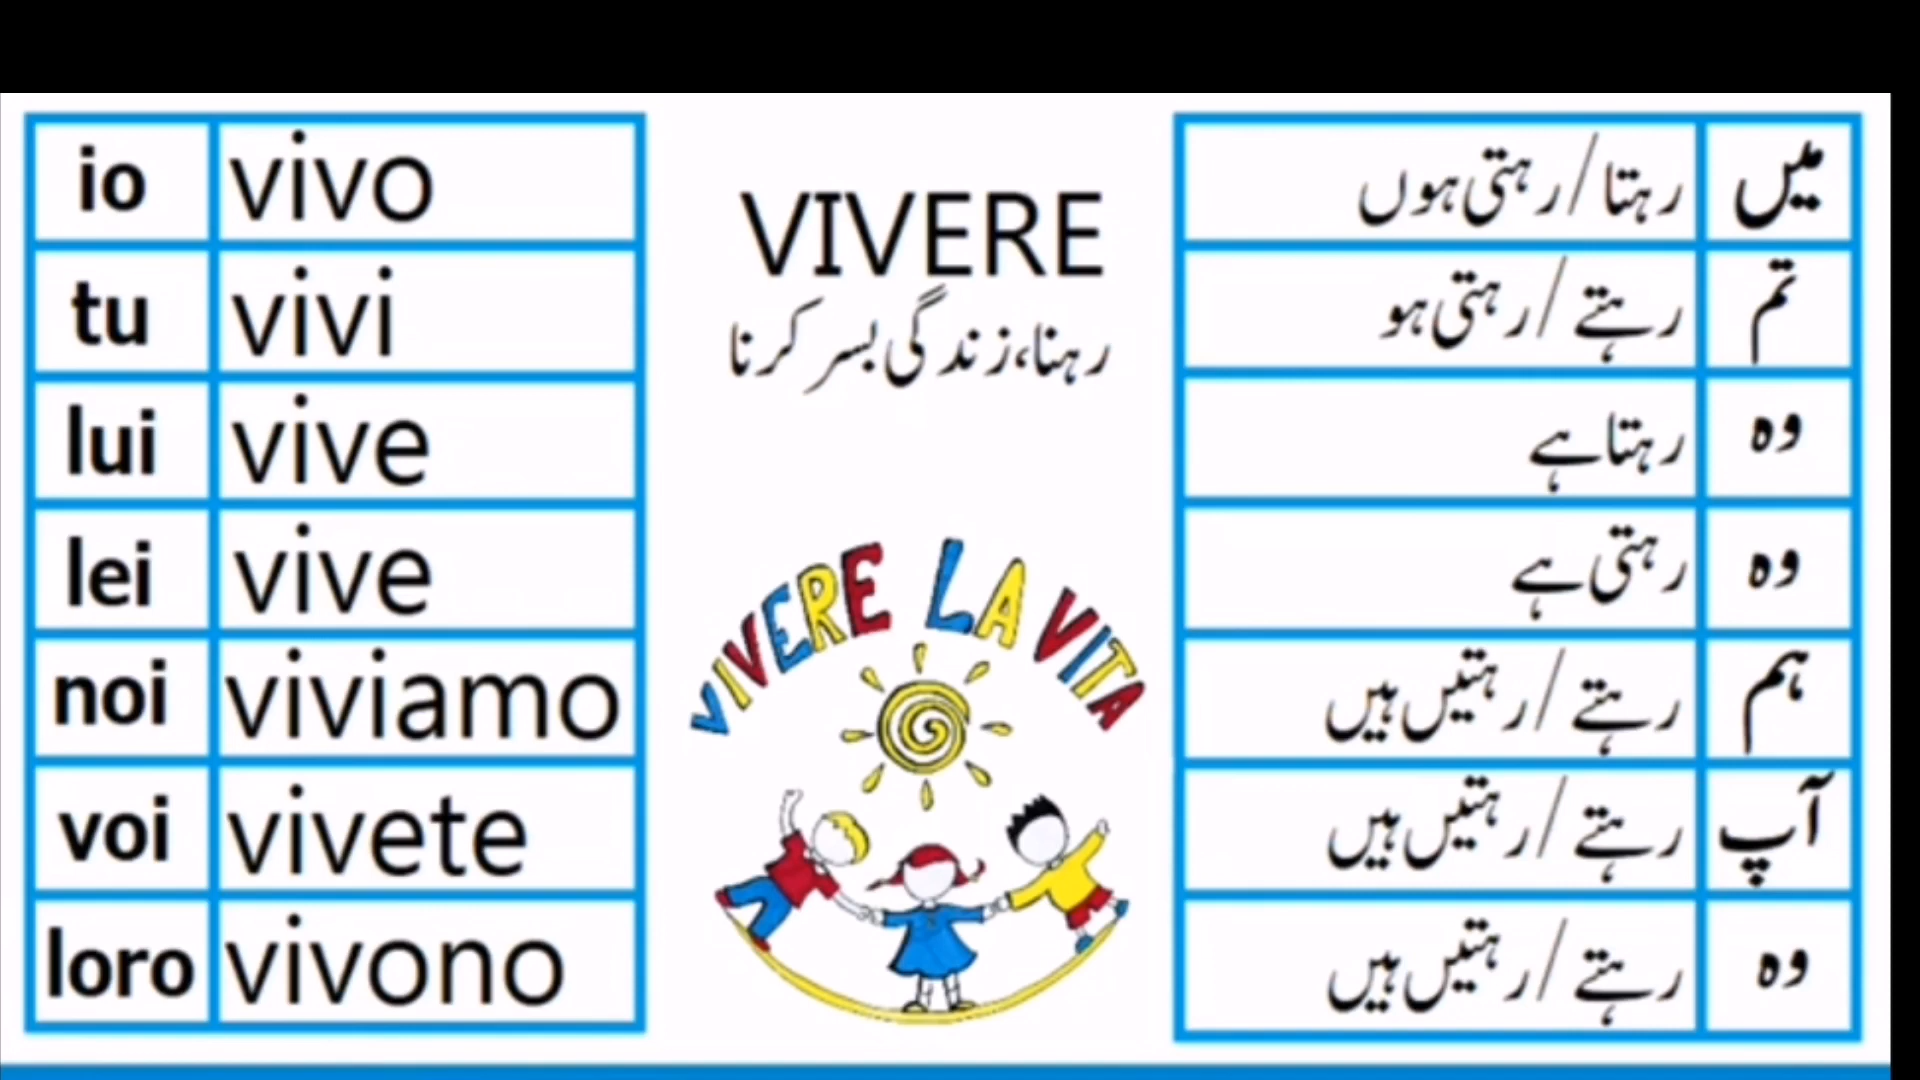 io vivo
tu vivi
lui vive
lei vive
noi viviamo
voi vivete
loro vivono
VIVERE
رہنا، زندگی بسر کرنا
VIVERE LA VITA
میں رہتا / رہتی ہوں
تم رہتے / رہتی ہو
وہ رہتا ہے
وہ رہتی ہے
ہم رہتے / رہتیں ہیں
آپ رہتے / رہتیں ہیں
وہ رہتے / رہتیں ہیں